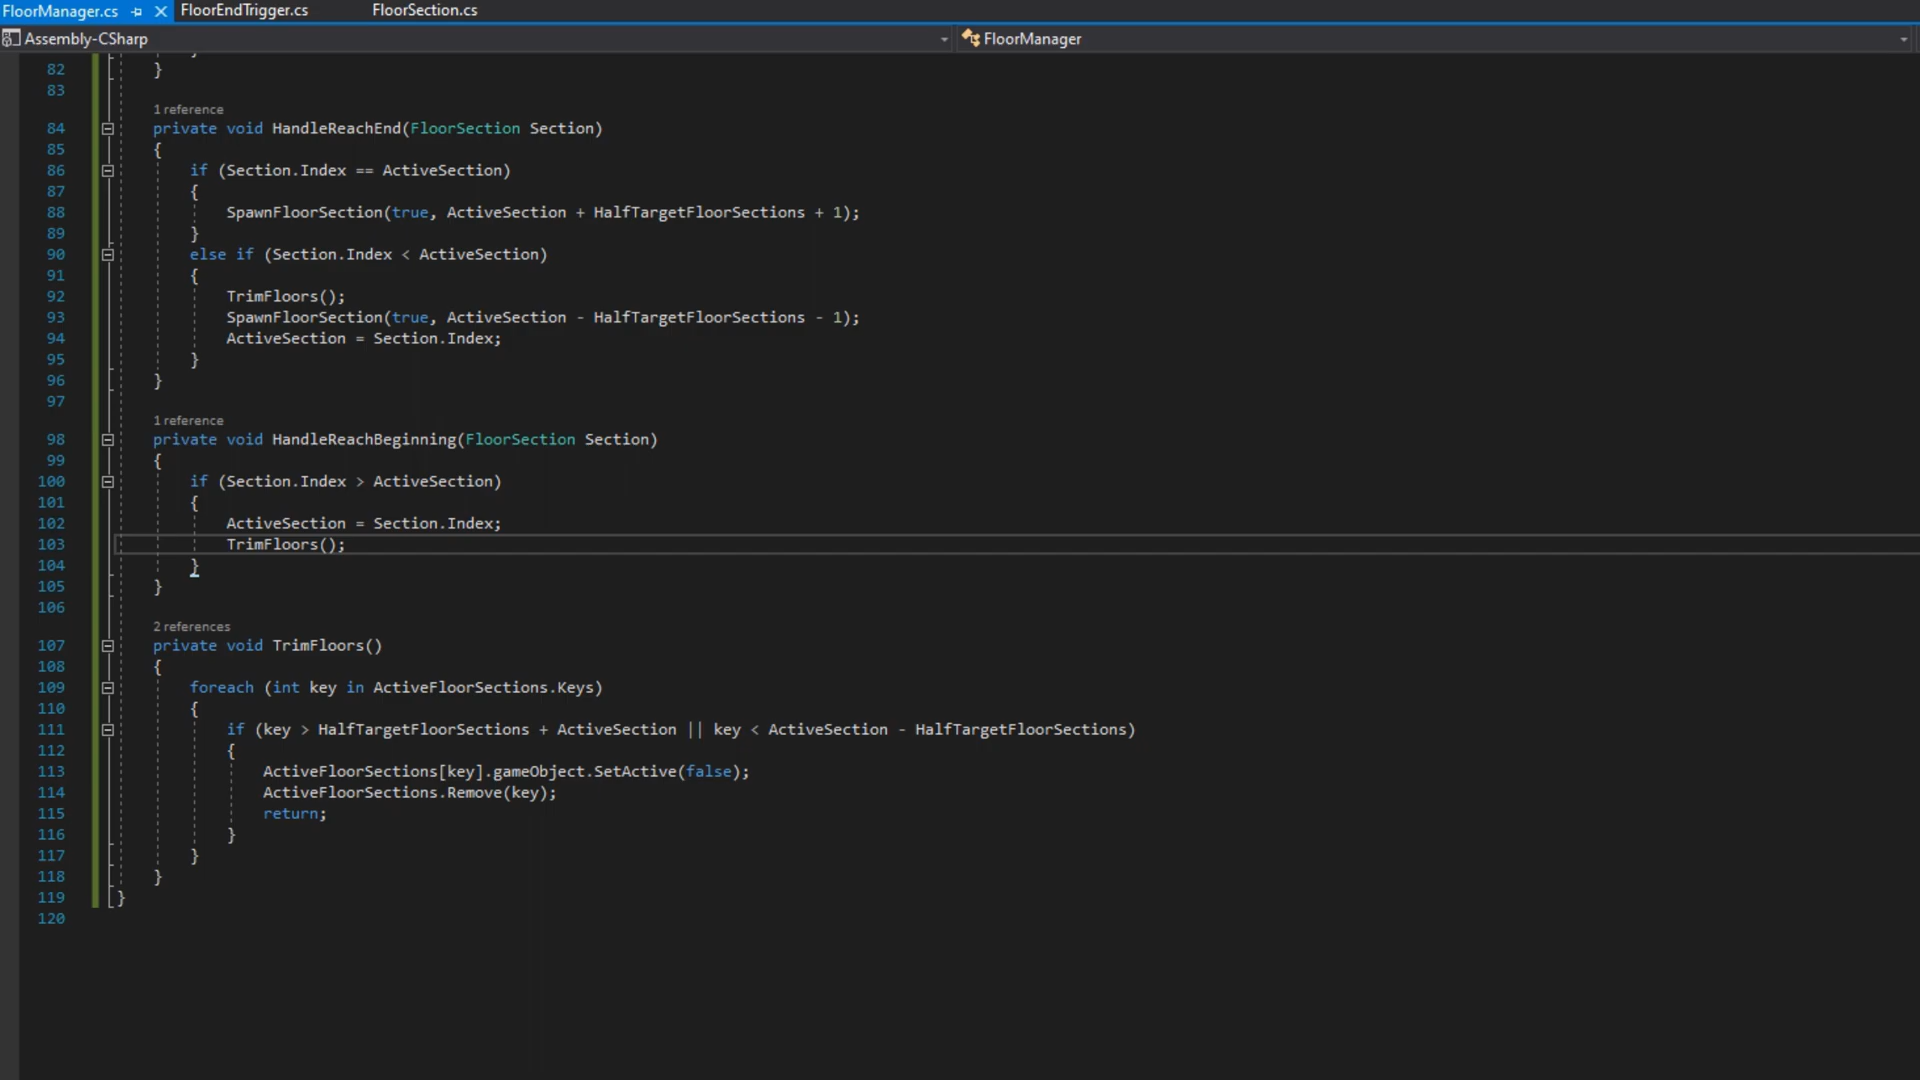 FloorManager.cs
FloorEndTrigger.cs
FloorSection.cs
Assembly-CSharp
FloorManager
82 }
83
1 reference
84 private void HandleReachEnd(FloorSection Section)
85 {
86 if (Section.Index == ActiveSection)
87 {
88 SpawnFloorSection(true, ActiveSection + HalfTargetFloorSections + 1);
89 }
90 else if (Section.Index < ActiveSection)
91 {
92 TrimFloors();
93 SpawnFloorSection(true, ActiveSection - HalfTargetFloorSections - 1);
94 ActiveSection = Section.Index;
95 }
96 }
97
1 reference
98 private void HandleReachBeginning(FloorSection Section)
99 {
100 if (Section.Index > ActiveSection)
101 {
102 ActiveSection = Section.Index;
103 TrimFloors();
104 }
105 }
106
2 references
107 private void TrimFloors()
108 {
109 foreach (int key in ActiveFloorSections.Keys)
110 {
111 if (key > HalfTargetFloorSections + ActiveSection || key < ActiveSection - HalfTargetFloorSections)
112 {
113 ActiveFloorSections[key].gameObject.SetActive(false);
114 ActiveFloorSections.Remove(key);
115 return;
116 }
117 }
118 }
119 }
120